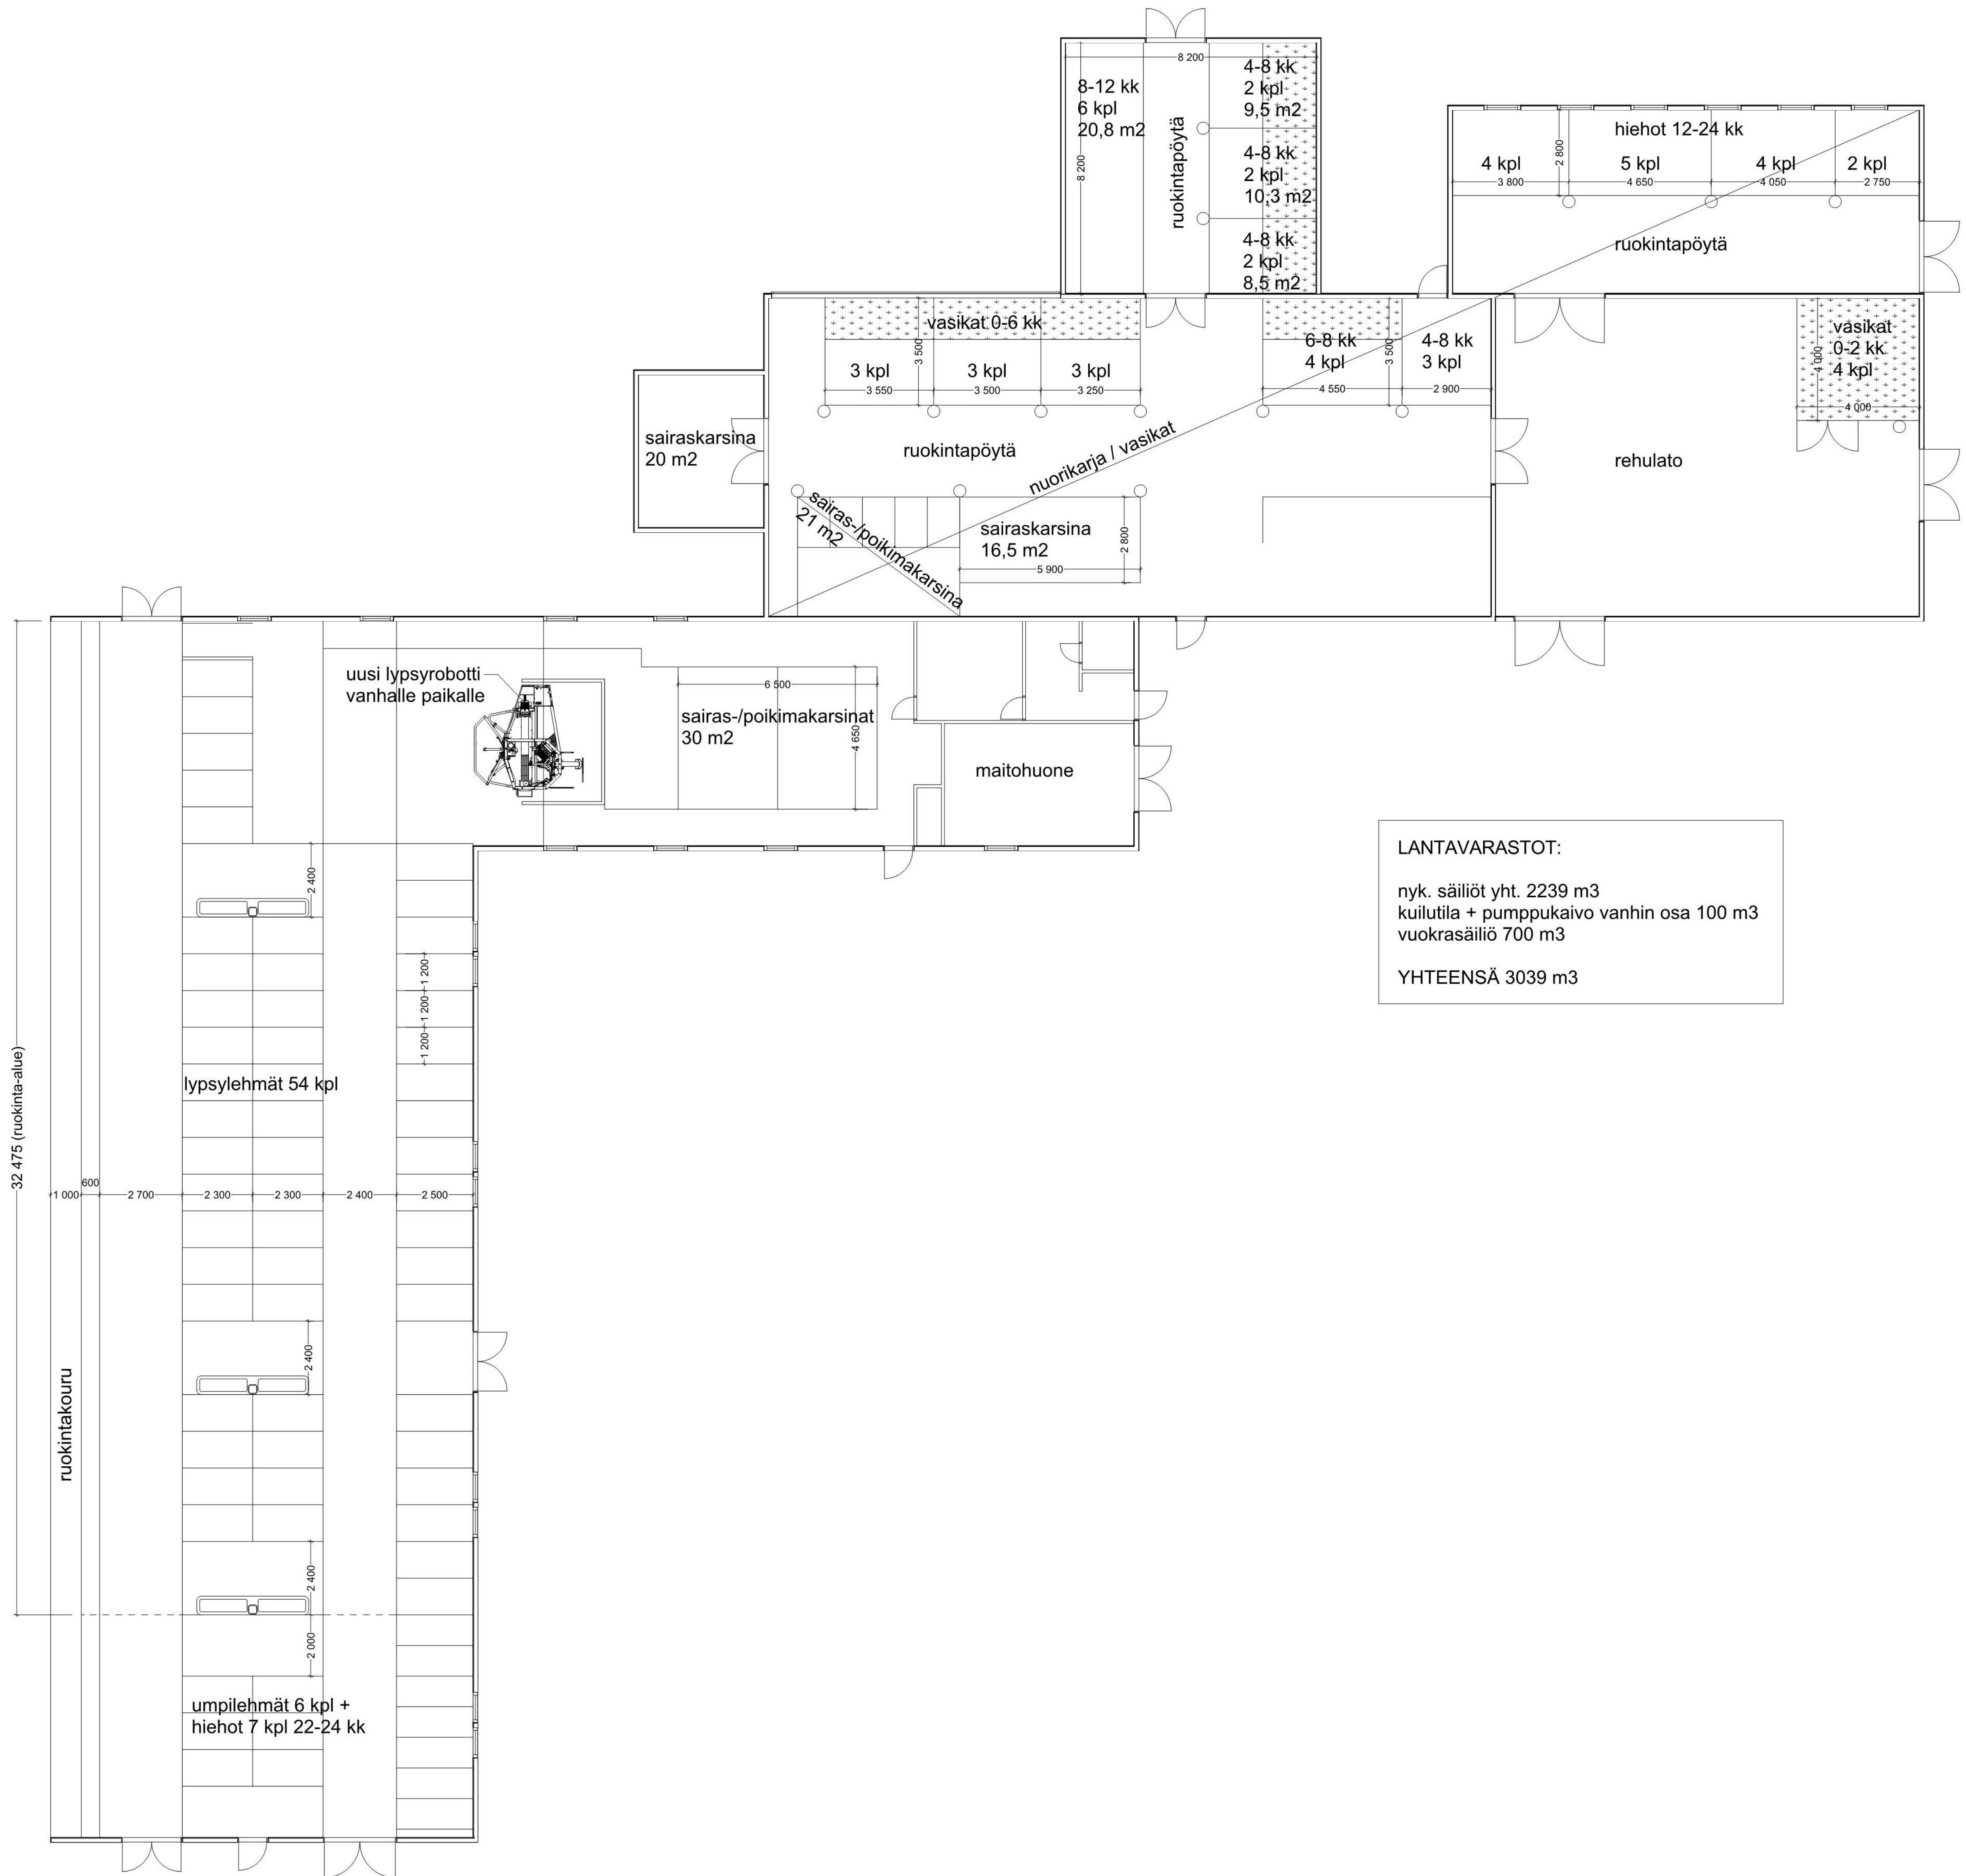 8 200
8-12 kk
6 kpl
20,8 m2
8 200
ruokintapöytä
4-8 kk
2 kpl
9,5 m2
4-8 kk
2 kpl
10,3 m2
4-8 kk
2 kpl
8,5 m2
hiehot 12-24 kk
4 kpl
5 kpl
4 kpl
2 kpl
2 800
3 800
4 650
4 050
2 750
ruokintapöytä
vasikat 0-6 kk
3 500
3 kpl
3 kpl
3 kpl
3 550
3 500
3 250
6-8 kk
4 kpl
3 500
4-8 kk
3 kpl
4 550
2 900
vasikat
0-2 kk
4 kpl
4 000
4 000
sairaskarsina
20 m2
ruokintapöytä
nuorikarja / vasikat
rehulato
sairas-/poikimakarsina
21 m2
sairaskarsina
16,5 m2
2 800
5 900
uusi lypsyrobotti
vanhalle paikalle
6 500
sairas-/poikimakarsinat
30 m2
4 650
maitohuone
LANTAVARASTOT:
nyk. säiliöt yht. 2239 m3
kuilutila + pumppukaivo vanhin osa 100 m3
vuokrasäiliö 700 m3
YHTEENSÄ 3039 m3
2 400
1 200
1 200
1 200
lypsylehmät 54 kpl
32 475 (ruokinta-alue)
1 000
600
2 700
2 300
2 300
2 400
2 500
2 400
ruokintakouru
2 400
2 000
umpilehmät 6 kpl +
hiehot 7 kpl 22-24 kk